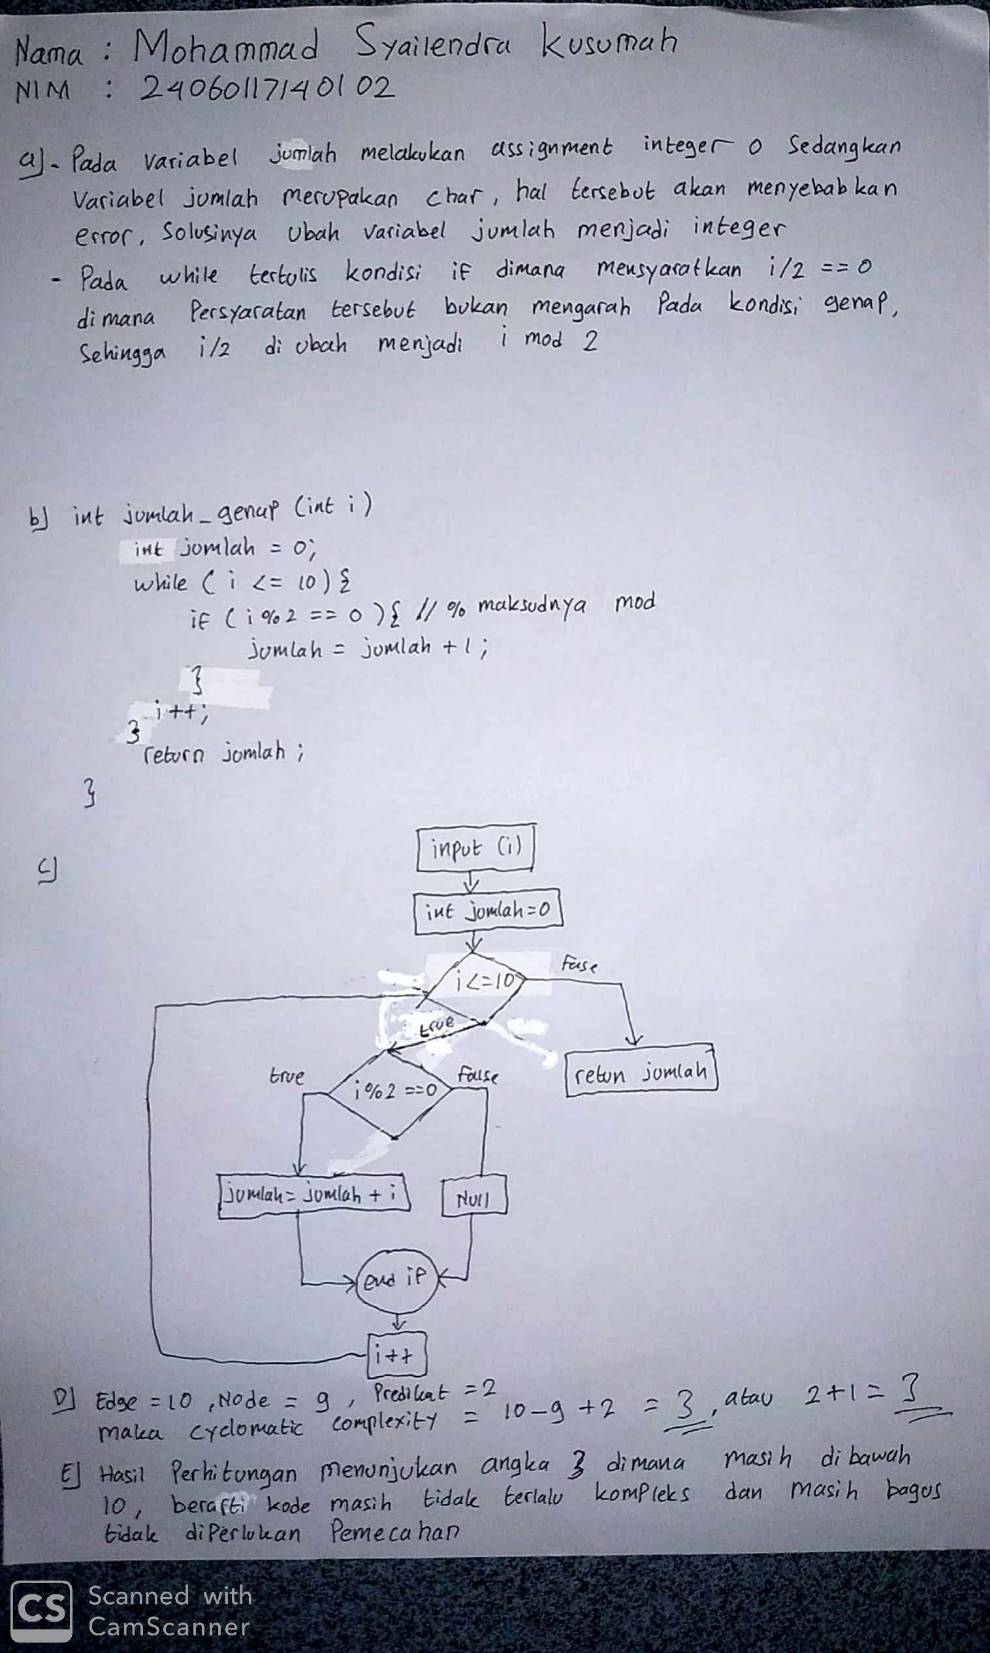 Nama : Mohammad Syailendra Kusumah
NIM : 24060117140102
a) - Pada variabel jumlah melakukan assignment integer 0 Sedangkan
Variabel jumlah merupakan char, hal tersebut akan menyebabkan
error, Solusinya Ubah variabel jumlah menjadi integer
- Pada while tertulis kondisi if dimana mensyaratkan i/2 == 0
di mana Persyaratan tersebut bukan mengarah Pada kondisi genap,
Sehingga i/2 di ubah menjadi i mod 2
b) int jumlah_genap (int i)
int jumlah = 0;
while ( i <= 10 ) {
if ( i % 2 == 0 ) { // % maksudnya mod
jumlah = jumlah + 1 ;
}
i ++;
}
return jumlah ;
}
c)
input (i)
int jumlah=0
i<=10
Fase
true
retun jumlah
true
i%2 ==0
False
jumlah= jumlah + i
Null
end if
i++
D) Edge = 10 , Node = 9 , Predikat = 2
maka cyclomatic complexity = 10-9 +2 = 3, atau 2+1 = 3
E) Hasil Perhitungan menunjukan angka 3 dimana masih di bawah
10, berarti kode masih tidak terlalu kompleks dan masih bagus
tidak diperlukan Pemecahan
CS Scanned with
CamScanner